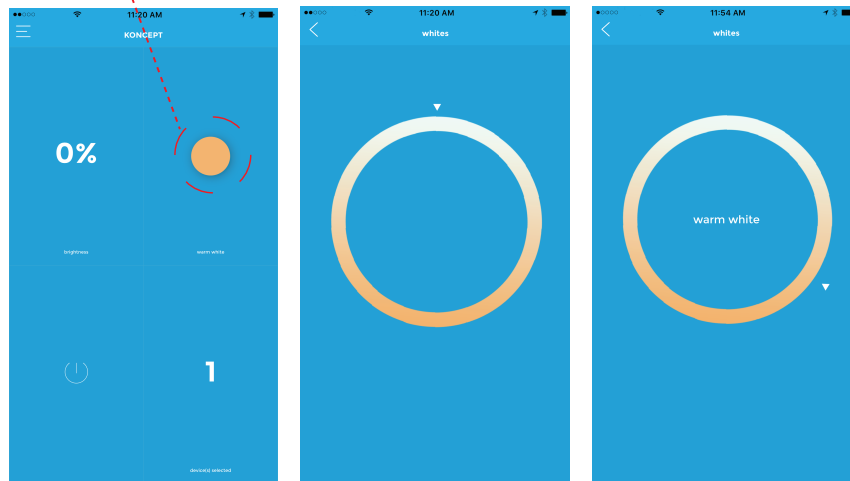 11:20 AM
KONCEPT
0%
brightness
warm white
1
device(s) selected
11:20 AM
whites
11:54 AM
whites
warm white